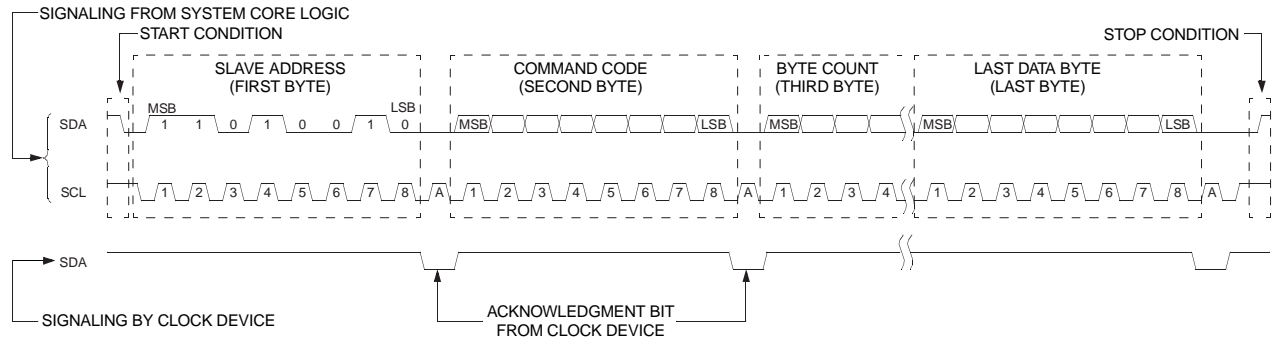 SIGNALING FROM SYSTEM CORE LOGIC
START CONDITION
STOP CONDITION
SLAVE ADDRESS
(FIRST BYTE)
COMMAND CODE
(SECOND BYTE)
BYTE COUNT
(THIRD BYTE)
LAST DATA BYTE
(LAST BYTE)
MSB LSB
SDA 1 1 0 1 0 0 1 0 MSB LSB MSB MSB LSB
SCL 1 2 3 4 5 6 7 8 A 1 2 3 4 5 6 7 8 A 1 2 3 4 1 2 3 4 5 6 7 8 A
SDA
SIGNALING BY CLOCK DEVICE
ACKNOWLEDGMENT BIT
FROM CLOCK DEVICE